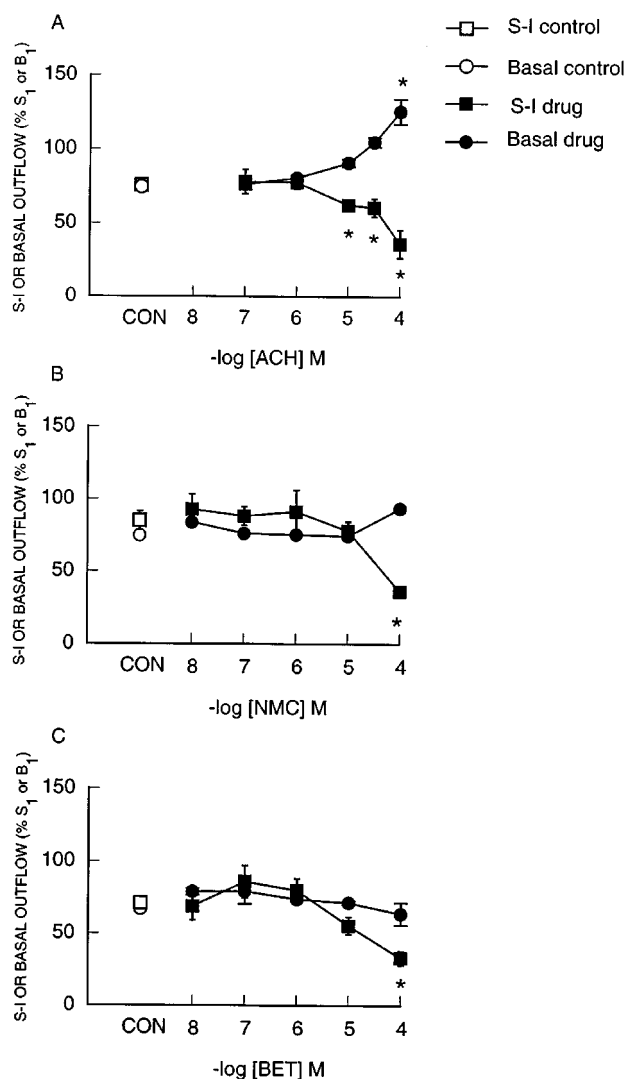 A
S-I control
Basal control
S-I drug
Basal drug
S-I OR BASAL OUTFLOW (% S1 or B1)
150
100
50
0
*
*
*
*
CON 8 7 6 5 4
-log [ACH] M
B
S-I OR BASAL OUTFLOW (% S1 or B1)
150
100
50
0
*
CON 8 7 6 5 4
-log [NMC] M
C
S-I OR BASAL OUTFLOW (% S1 or B1)
150
100
50
0
*
CON 8 7 6 5 4
-log [BET] M